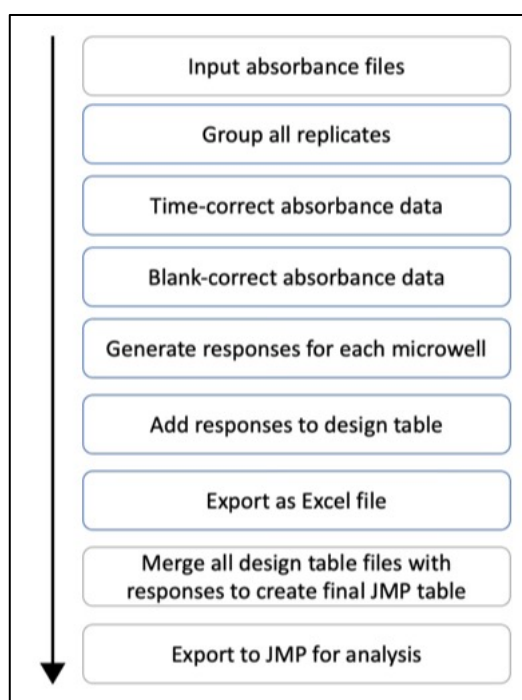 Input absorbance files
Group all replicates
Time-correct absorbance data
Blank-correct absorbance data
Generate responses for each microwell
Add responses to design table
Export as Excel file
Merge all design table files with
responses to create final JMP table
Export to JMP for analysis